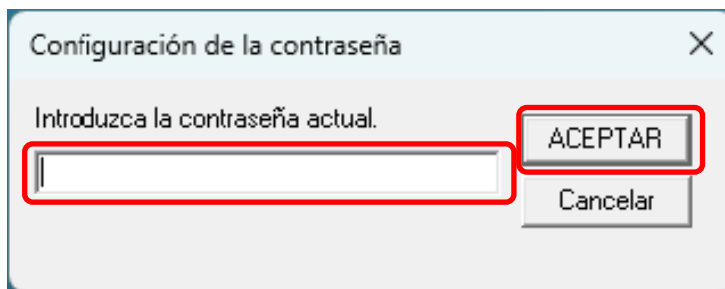 Configuración de la contraseña
Introduzca la contraseña actual.
ACEPTAR
Cancelar